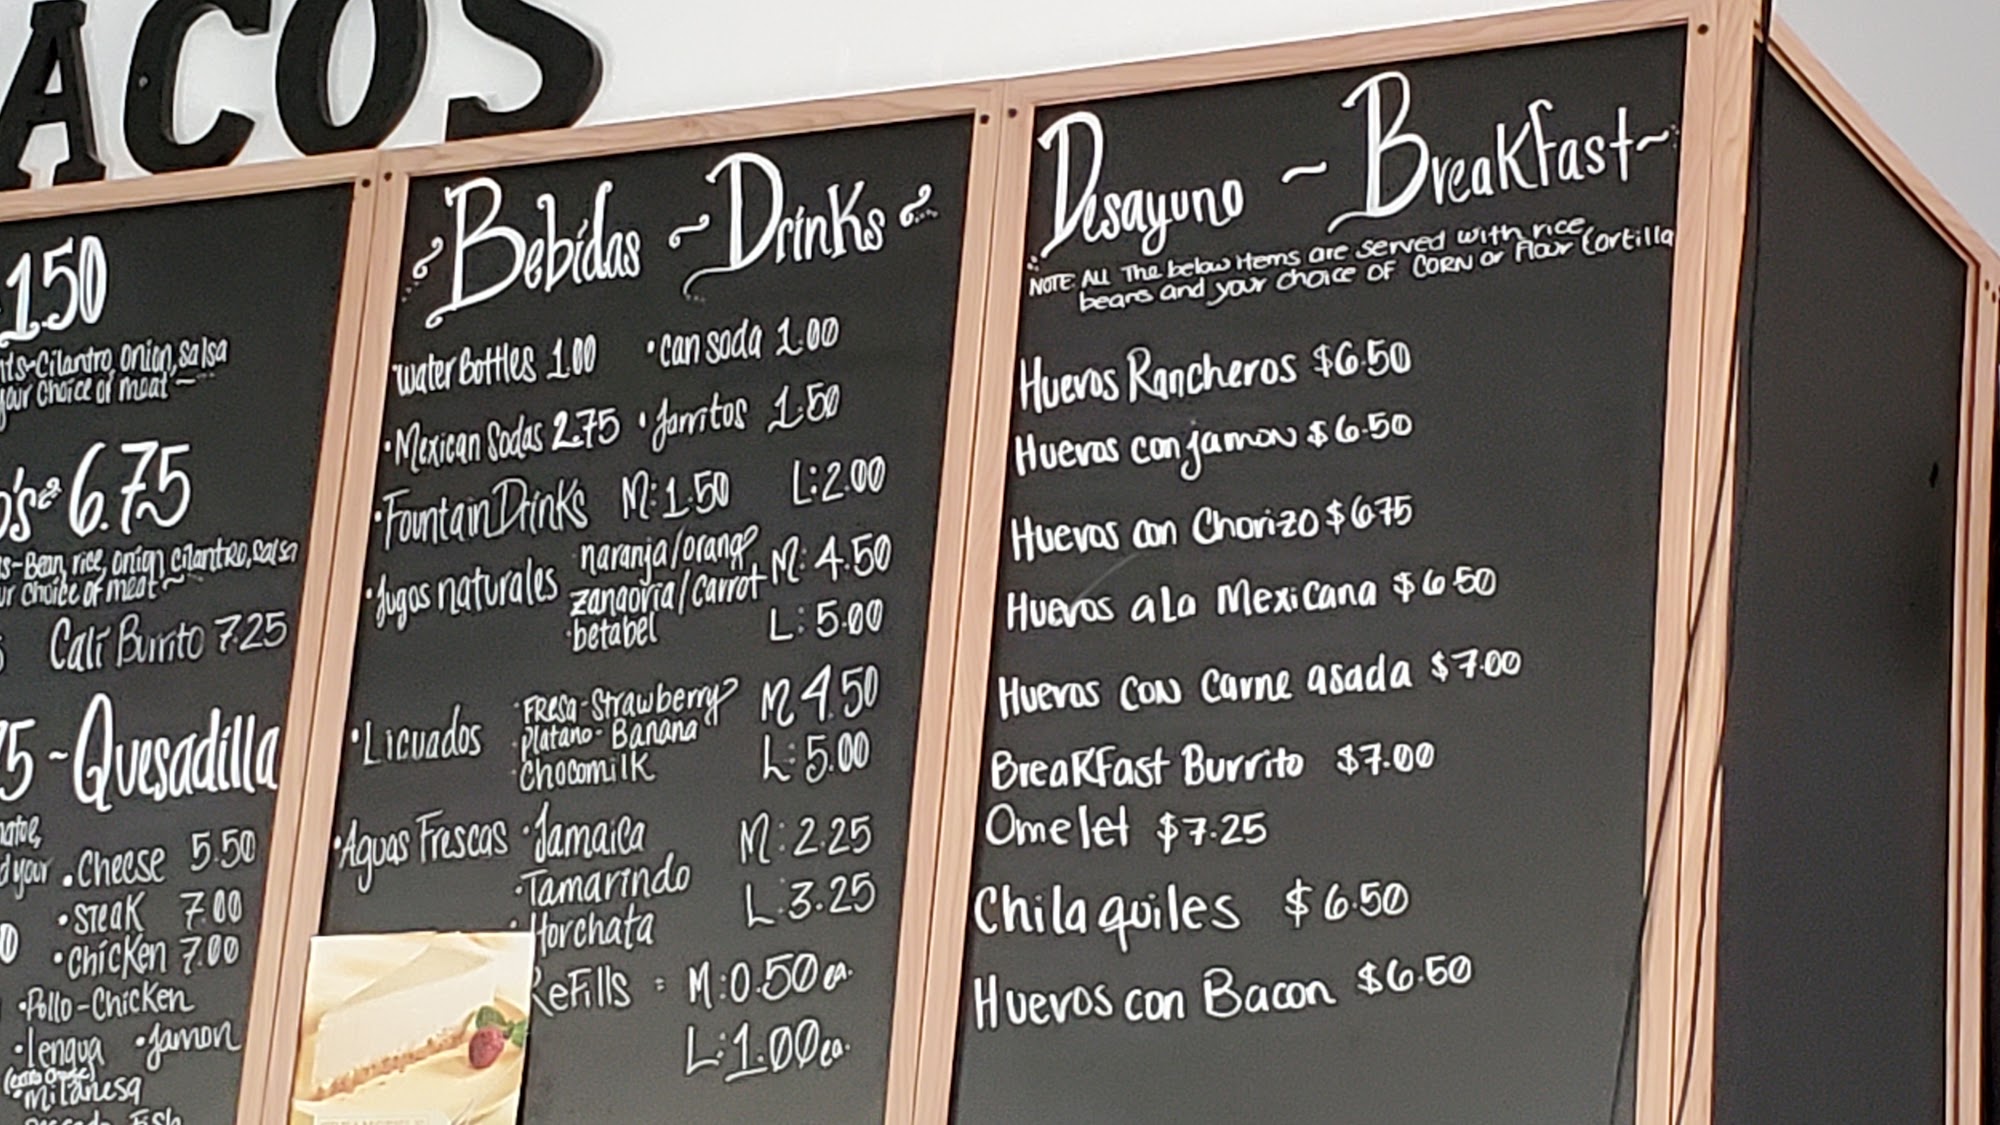 ACOS
1.50
Cilantro, onion, salsa
your choice of meat
6.75
Bean, rice, onion, cilantro, salsa
choice of meat
Cali Burrito 7.25
5 - Quesadilla
your • Cheese 5.50
• Steak 7.00
• Chicken 7.00
• Pollo - Chicken
• Lengua • Jamon
• Milanesa
Fish
Bebidas ~ Drinks
• water bottles 1.00 • can soda 1.00
• Mexican Sodas 2.75 • Jarritos 1.50
• Fountain Drinks M: 1.50 L: 2.00
• Jugos naturales naranja/orange M: 4.50
zanaoria/Carrot
• betabel L: 5.00
• Licuados • Fresa - Strawberry M 4.50
• Platano - Banana
• Chocomilk L: 5.00
• Aguas Frescas • Jamaica M: 2.25
• Tamarindo
• Horchata L: 3.25
Refills = M: 0.50 ea.
L: 1.00 ea.
Desayuno ~ Breakfast ~
NOTE: All The below items are served with rice,
beans and your choice OF CORN or Flour tortilla
Huevos Rancheros $6.50
Huevos con jamon $6.50
Huevos con Chorizo $6.75
Huevos a La Mexicana $6.50
Huevos con Carne asada $7.00
Breakfast Burrito $7.00
Omelet $7.25
Chilaquiles $6.50
Huevos con Bacon $6.50